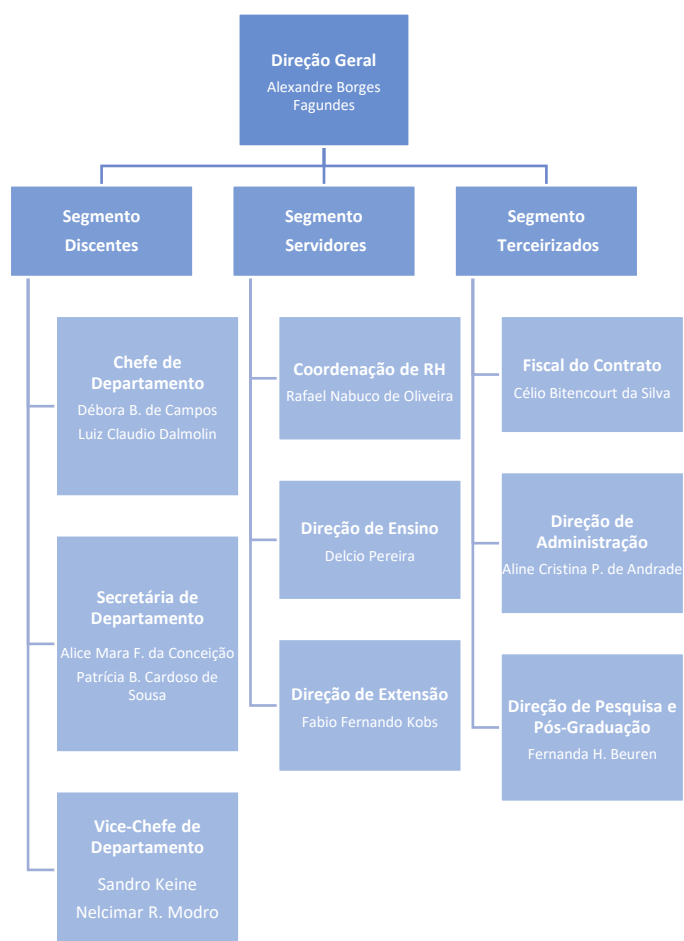 Direção Geral
Alexandre Borges
Fagundes
Segmento
Discentes
Segmento
Servidores
Segmento
Terceirizados
Chefe de
Departamento
Débora B. de Campos
Luiz Claudio Dalmolin
Secretária de
Departamento
Alice Mara F. da Conceição
Patrícia B. Cardoso de
Sousa
Vice-Chefe de
Departamento
Sandro Keine
Nelcimar R. Modro
Coordenação de RH
Rafael Nabuco de Oliveira
Direção de Ensino
Delcio Pereira
Direção de Extensão
Fabio Fernando Kobs
Fiscal do Contrato
Célio Bitencourt da Silva
Direção de
Administração
Aline Cristina P. de Andrade
Direção de Pesquisa e
Pós-Graduação
Fernanda H. Beuren